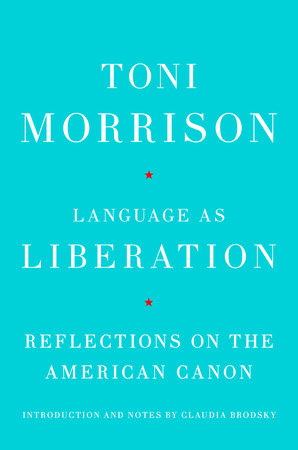 TONI
MORRISON
LANGUAGE AS
LIBERATION
REFLECTIONS ON THE
AMERICAN CANON
INTRODUCTION AND NOTES BY CLAUDIA BRODSKY